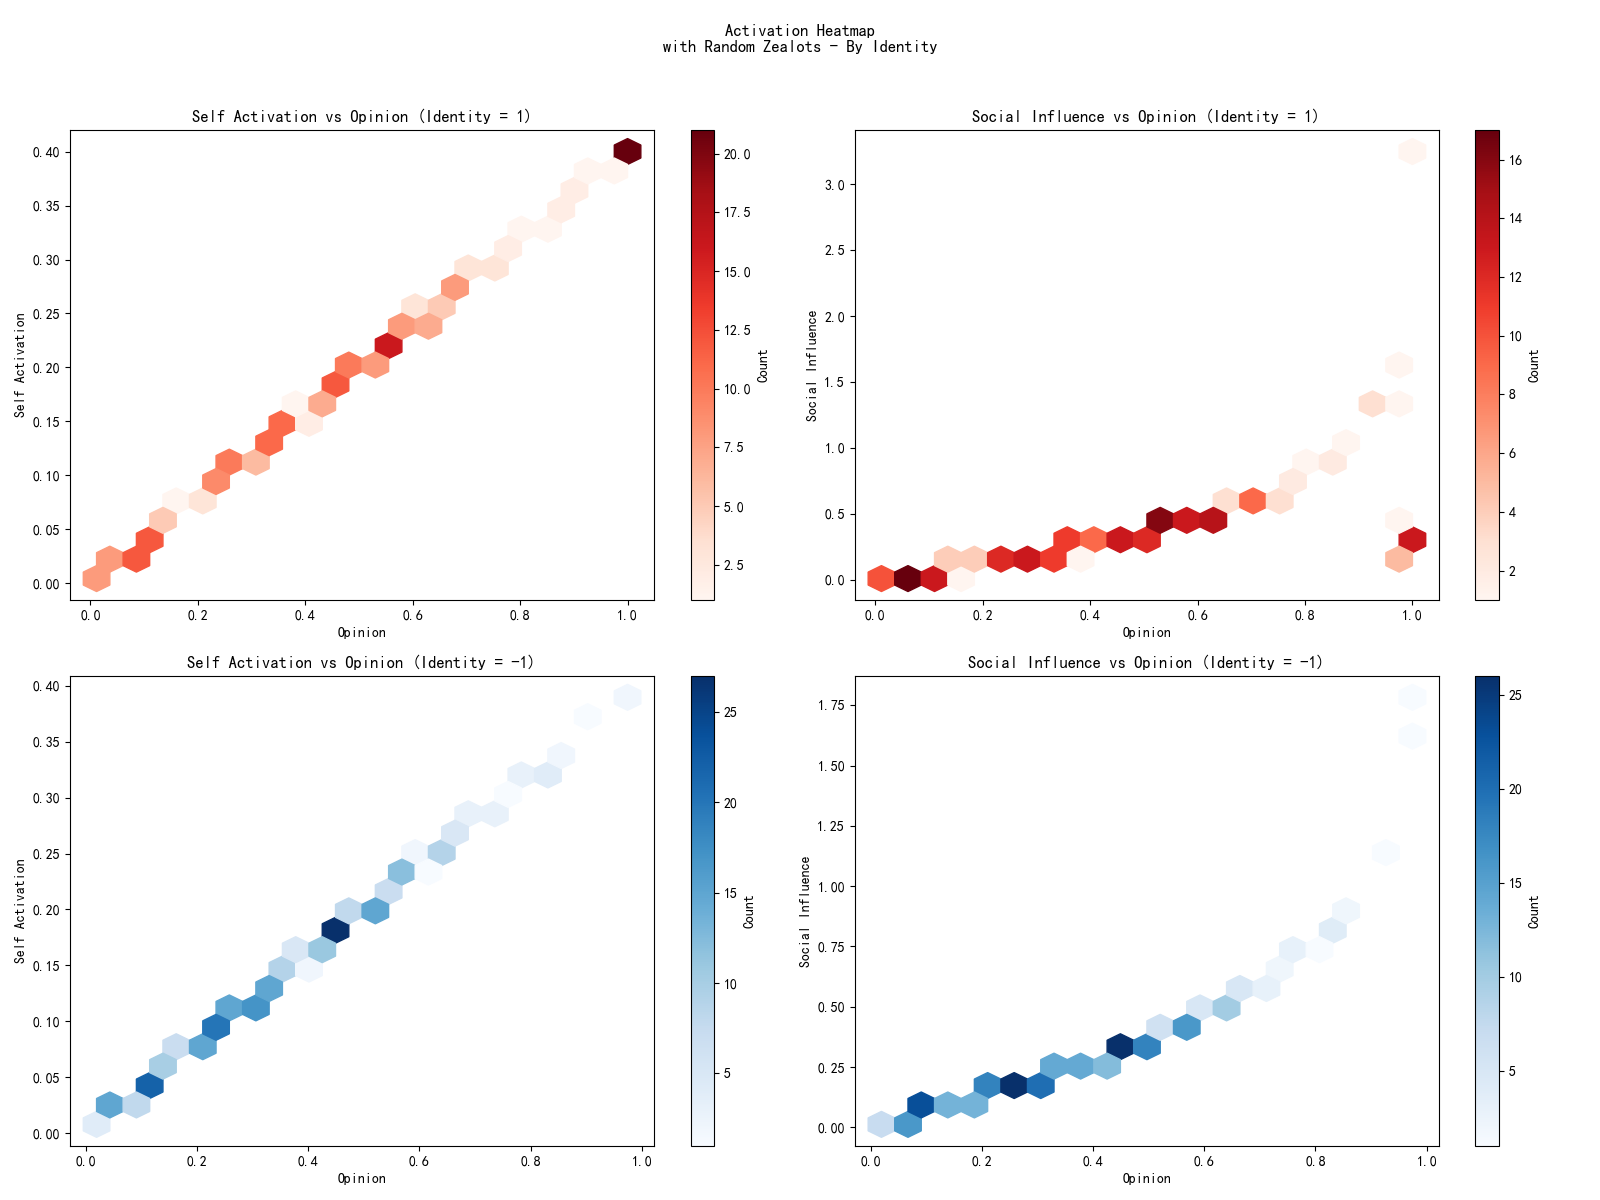 Activation Heatmap
with Random Zealots - By Identity
Self Activation vs Opinion (Identity = 1)
0.40
0.35
0.30
0.25
0.20
0.15
0.10
0.05
0.00
Self Activation
0.0 0.2 0.4 0.6 0.8 1.0
Opinion
20.0
17.5
15.0
12.5
10.0
7.5
5.0
2.5
Count
Social Influence vs Opinion (Identity = 1)
3.0
2.5
2.0
1.5
1.0
0.5
0.0
Social Influence
0.0 0.2 0.4 0.6 0.8 1.0
Opinion
16
14
12
10
8
6
4
2
Count
Self Activation vs Opinion (Identity = -1)
0.40
0.35
0.30
0.25
0.20
0.15
0.10
0.05
0.00
Self Activation
0.0 0.2 0.4 0.6 0.8 1.0
Opinion
25
20
15
10
5
Count
Social Influence vs Opinion (Identity = -1)
1.75
1.50
1.25
1.00
0.75
0.50
0.25
0.00
Social Influence
0.0 0.2 0.4 0.6 0.8 1.0
Opinion
25
20
15
10
5
Count